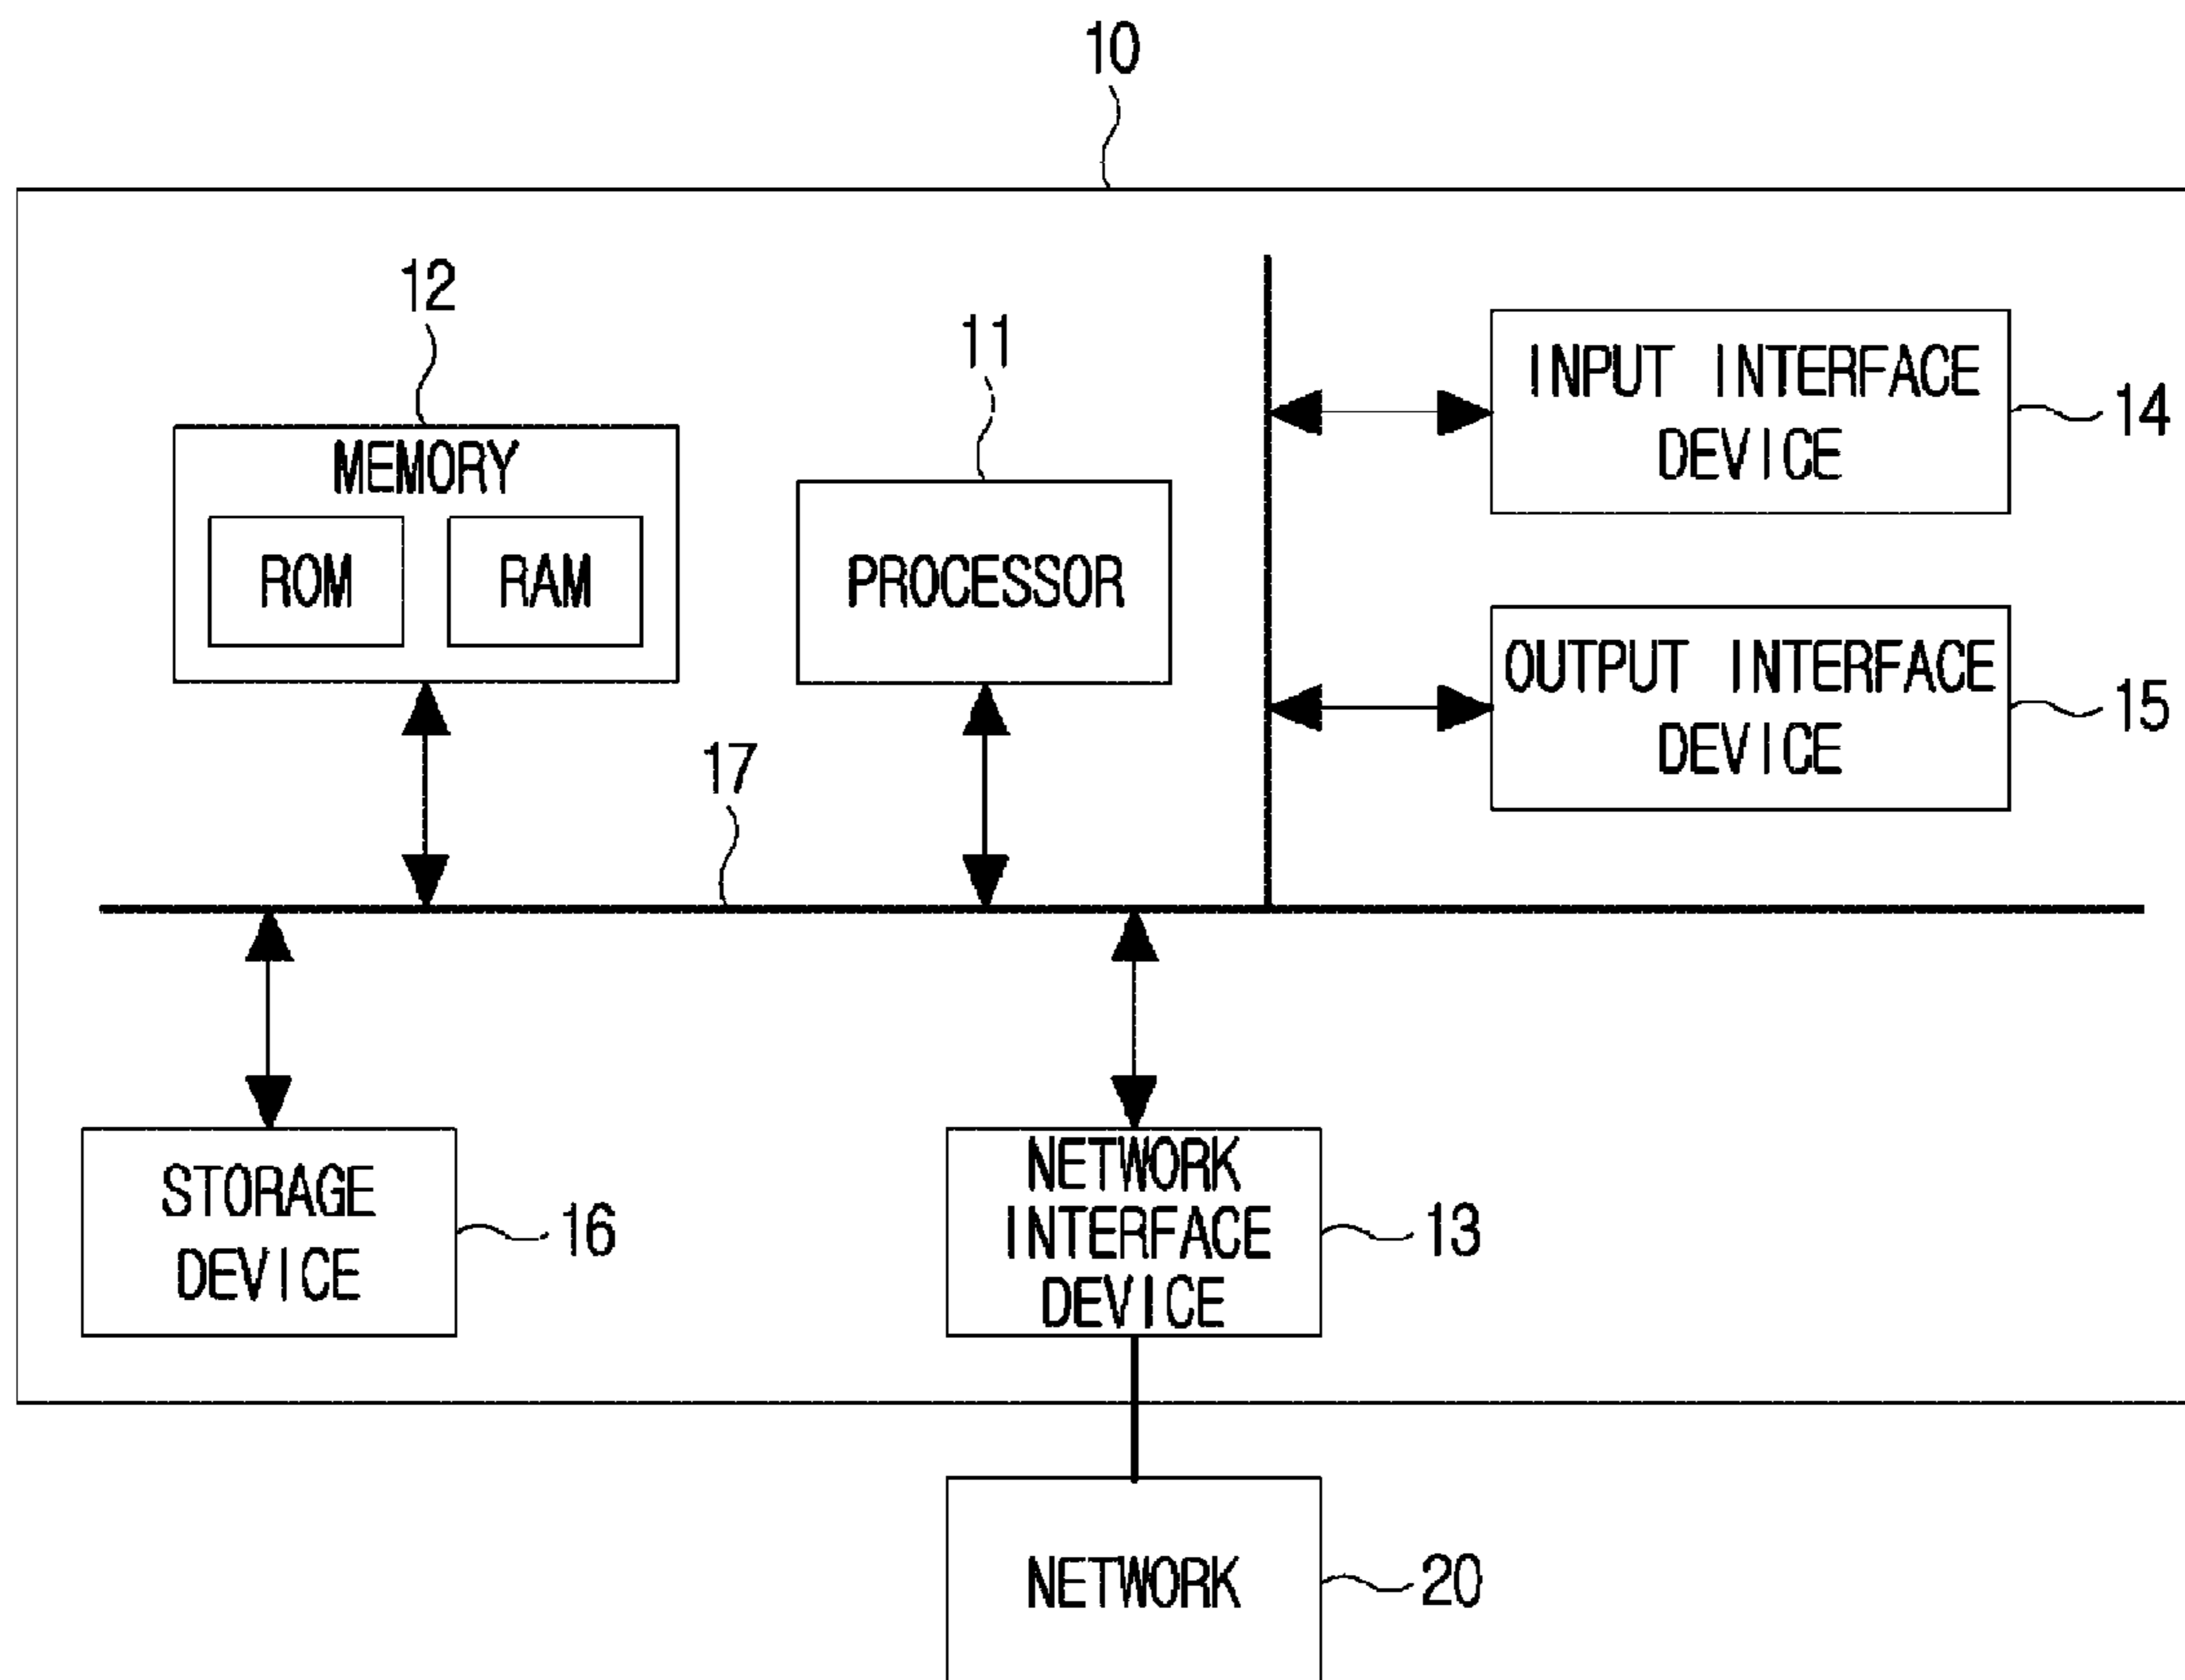 10
12
11
MEMORY
ROM
RAM
PROCESSOR
INPUT INTERFACE
DEVICE
14
OUTPUT INTERFACE
DEVICE
15
17
STORAGE
DEVICE
16
NETWORK
INTERFACE
DEVICE
13
NETWORK
20